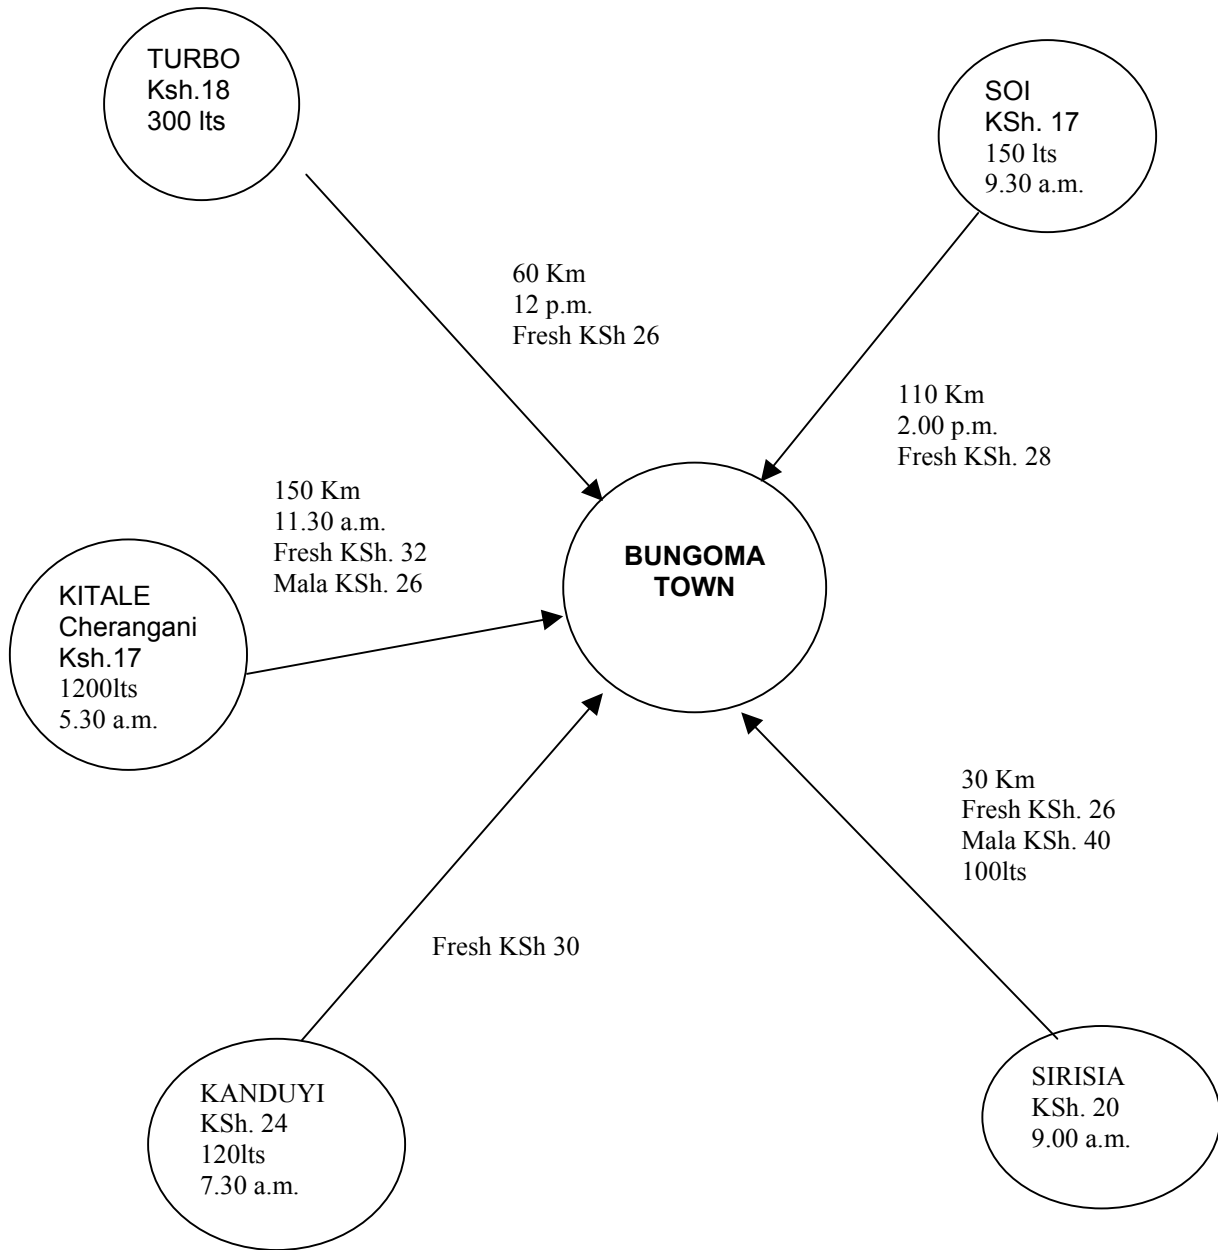 TURBO
Ksh.18
300 lts
SOI
KSh. 17
150 lts
9.30 a.m.
60 Km
12 p.m.
Fresh KSh 26
110 Km
2.00 p.m.
Fresh KSh. 28
150 Km
11.30 a.m.
Fresh KSh. 32
Mala KSh. 26
BUNGOMA
TOWN
KITALE
Cherangani
Ksh.17
1200lts
5.30 a.m.
30 Km
Fresh KSh. 26
Mala KSh. 40
100lts
Fresh KSh 30
KANDUYI
KSh. 24
120lts
7.30 a.m.
SIRISIA
KSh. 20
9.00 a.m.